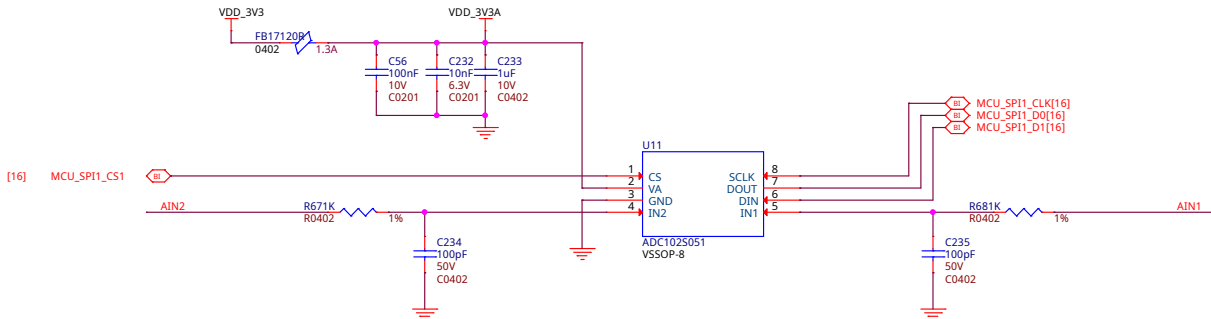 VDD_3V3
VDD_3V3A
FB17120R
0402
1.3A
C56
100nF
10V
C0201
C232
10nF
6.3V
C0201
C233
1uF
10V
C0402
BI
MCU_SPI1_CLK[16]
BI
MCU_SPI1_D0[16]
BI
MCU_SPI1_D1[16]
U11
[16]
MCU_SPI1_CS1
BI
1
CS
SCLK
8
2
VA
DOUT
7
3
GND
DIN
6
4
IN2
IN1
5
AIN2
R671K
R0402
1%
R681K
R0402
1%
AIN1
ADC102S051
VSSOP-8
C234
100pF
50V
C0402
C235
100pF
50V
C0402